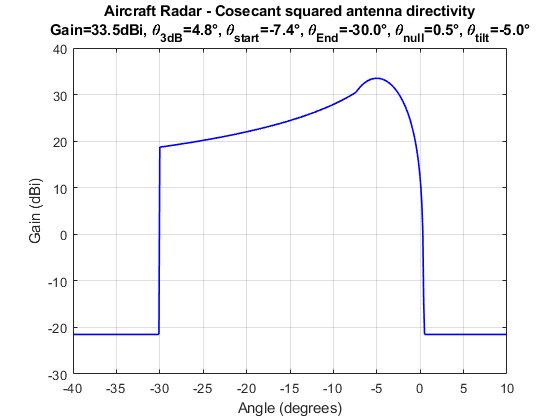 Aircraft Radar - Cosecant squared antenna directivity
Gain=33.5dBi, θ3dB=4.8°, θstart=-7.4°, θEnd=-30.0°, θnull=0.5°, θtilt=-5.0°
40
30
20
10
0
-10
-20
-30
Gain (dBi)
-40 -35 -30 -25 -20 -15 -10 -5 0 5 10
Angle (degrees)